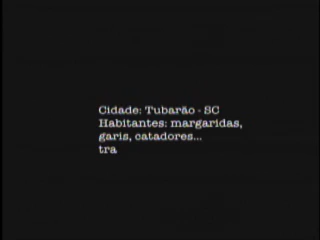 Cidade: Tubarão - SC
Habitantes: margaridas,
garis, catadores...
tra